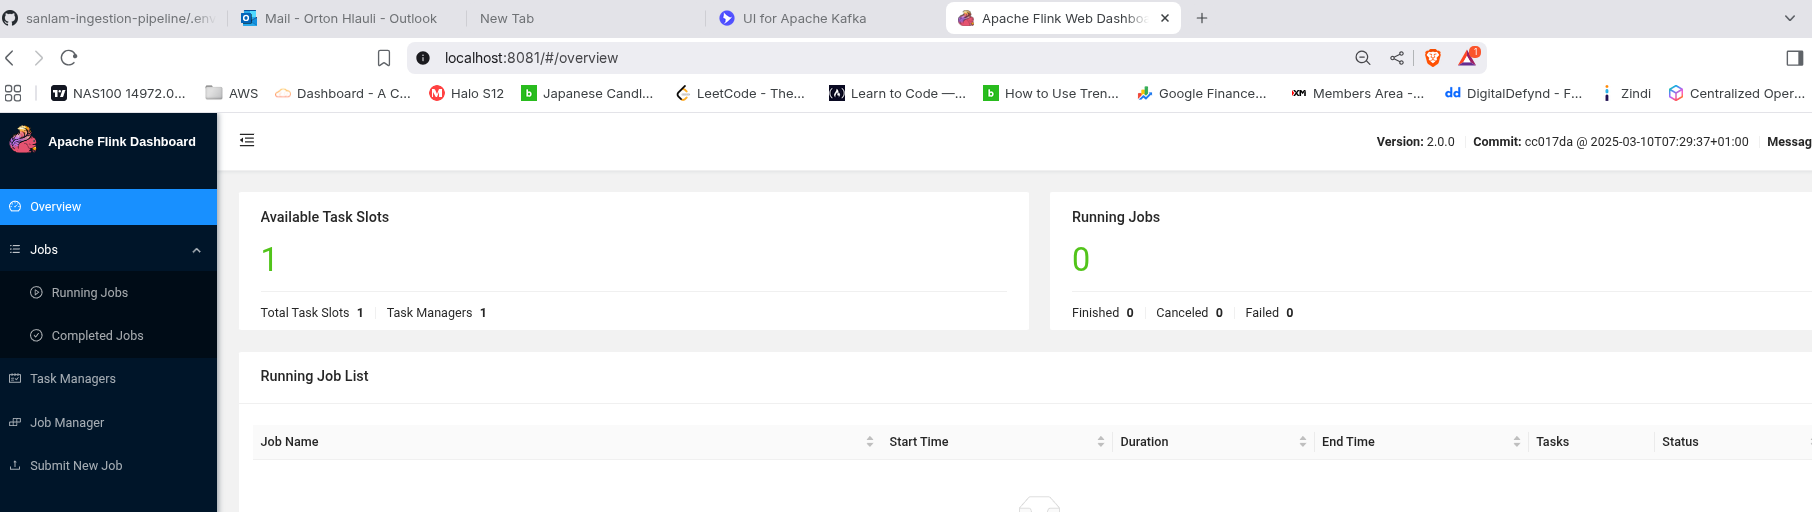 sanlam-ingestion-pipeline/.env Mail - Orton Hlauli - Outlook New Tab UI for Apache Kafka Apache Flink Web Dashbo
localhost:8081/#/overview 1
NAS100 14972.0... AWS Dashboard - A C... Halo S12 Japanese Candl... LeetCode - The... Learn to Code —... How to Use Tren... Google Finance... Members Area -... DigitalDefynd - F... Zindi Centralized Oper...
Apache Flink Dashboard
Version: 2.0.0 Commit: cc017da @ 2025-03-10T07:29:37+01:00 Messag
Overview
Jobs
Running Jobs
Completed Jobs
Task Managers
Job Manager
Submit New Job
Available Task Slots
1
Total Task Slots 1 Task Managers 1
Running Jobs
0
Finished 0 Canceled 0 Failed 0
Running Job List
Job Name Start Time Duration End Time Tasks Status